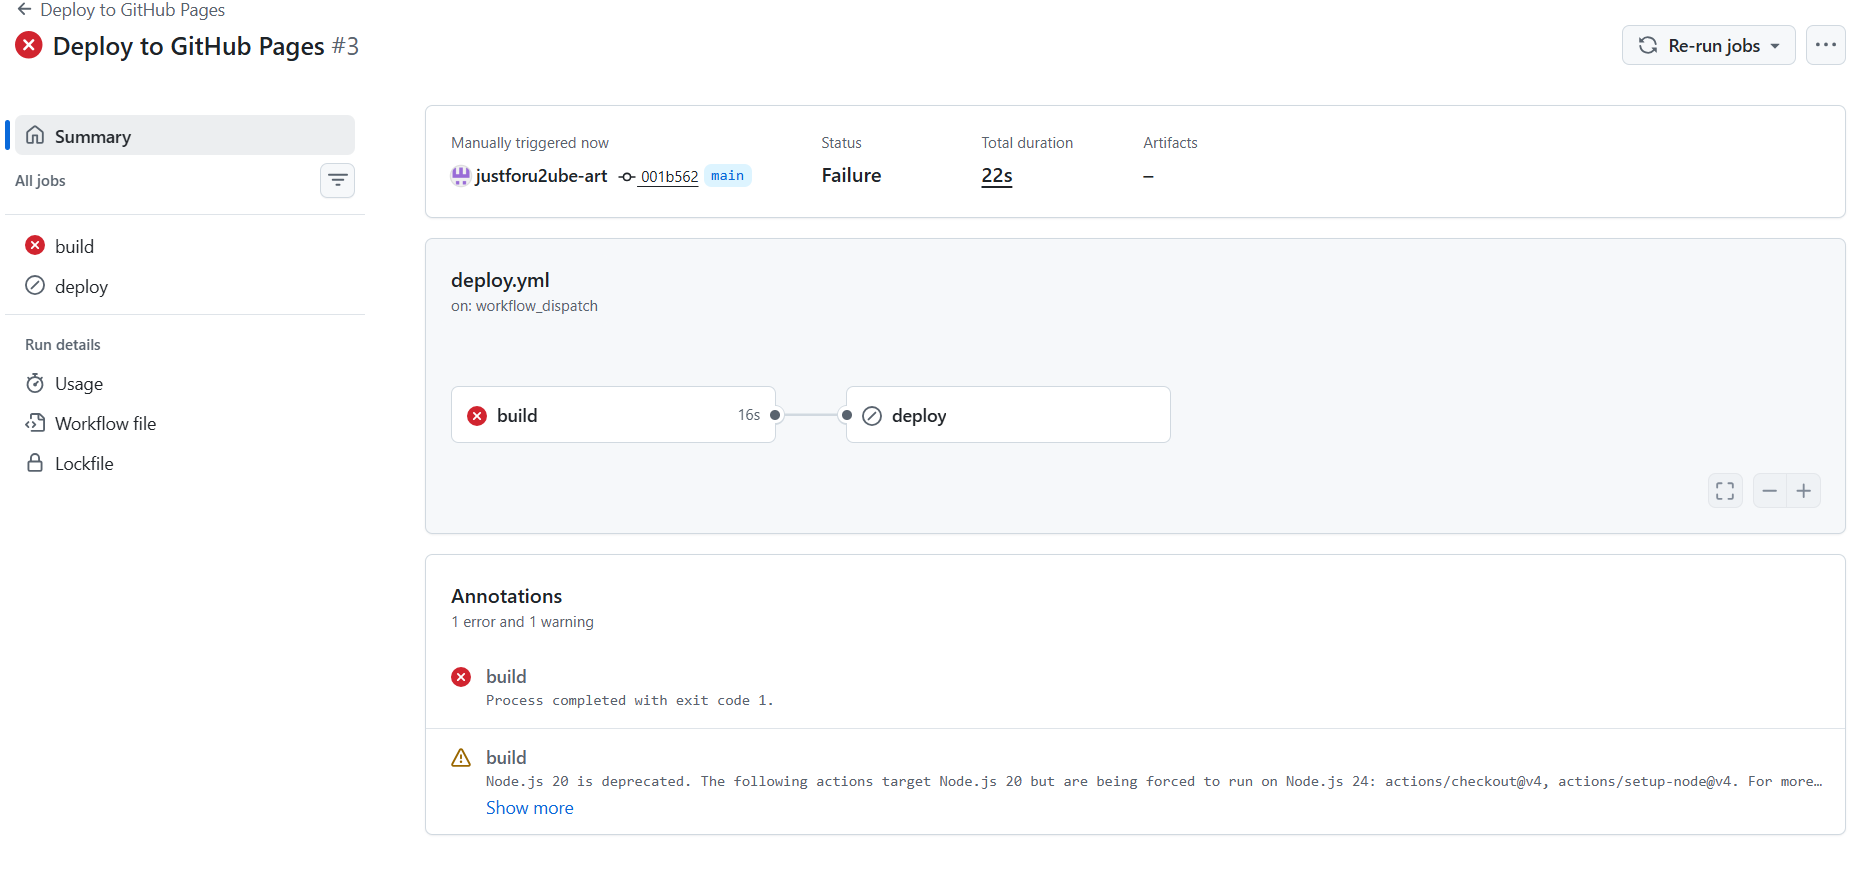 Deploy to GitHub Pages
Deploy to GitHub Pages #3
Re-run jobs
Summary
All jobs
build
deploy
Run details
Usage
Workflow file
Lockfile
Manually triggered now
justforu2ube-art 001b562 main
Status
Failure
Total duration
22s
Artifacts
–
deploy.yml
on: workflow_dispatch
build 16s
deploy
Annotations
1 error and 1 warning
build
Process completed with exit code 1.
build
Node.js 20 is deprecated. The following actions target Node.js 20 but are being forced to run on Node.js 24: actions/checkout@v4, actions/setup-node@v4. For more…
Show more